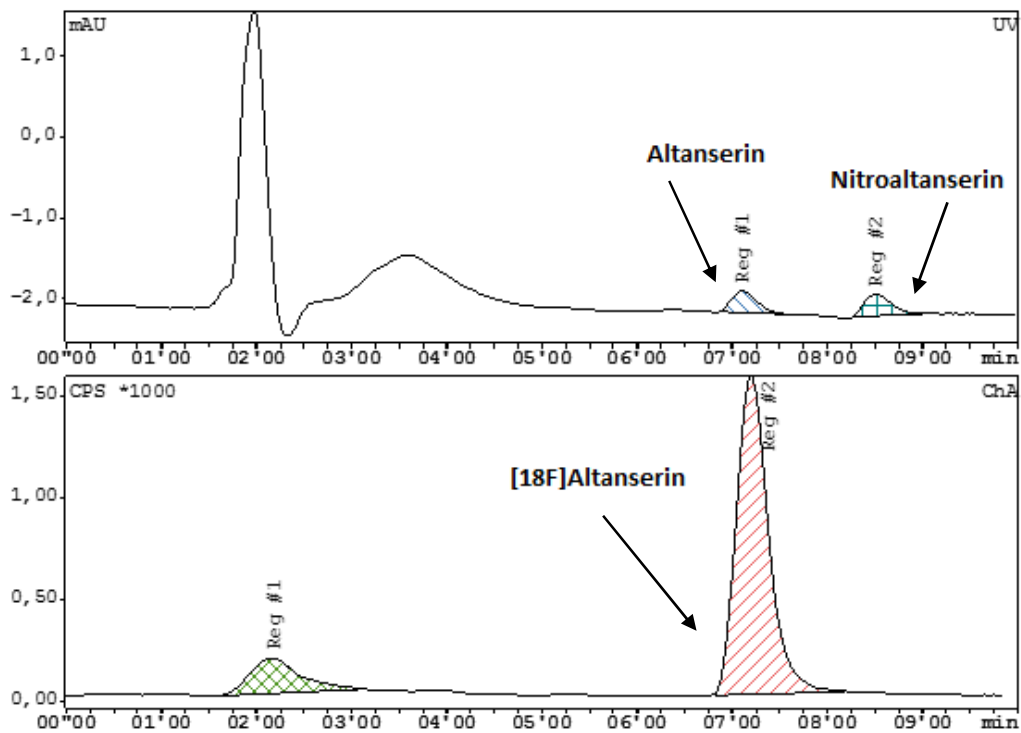 mAU UV
1,0
0,0
-1,0
-2,0
Altanserin
Nitroaltanserin
Reg #1
Reg #2
00'00 01'00 02'00 03'00 04'00 05'00 06'00 07'00 08'00 09'00 min
CPS *1000 ChA
1,50
1,00
0,50
0,00
[18F]Altanserin
Reg #1
Reg #2
00'00 01'00 02'00 03'00 04'00 05'00 06'00 07'00 08'00 09'00 min